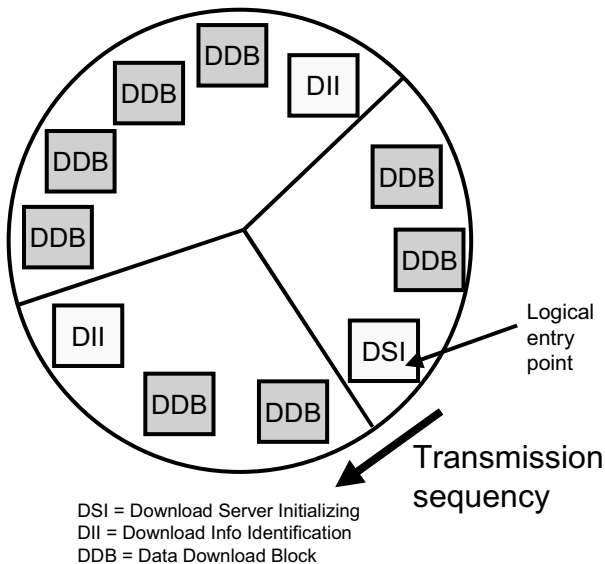 DDB
DII
DDB
DDB
DDB
DDB
DDB
DII
DSI
DDB
DDB
Logical
entry
point
Transmission
sequency
DSI = Download Server Initializing
DII = Download Info Identification
DDB = Data Download Block